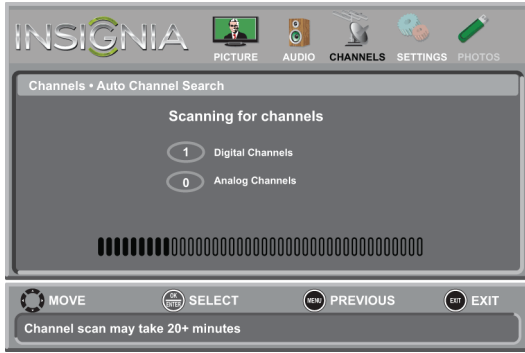 INSIGNIA
PICTURE AUDIO CHANNELS SETTINGS PHOTOS
Channels • Auto Channel Search
Scanning for channels
1 Digital Channels
0 Analog Channels
MOVE OK ENTER SELECT MENU PREVIOUS EXIT EXIT
Channel scan may take 20+ minutes